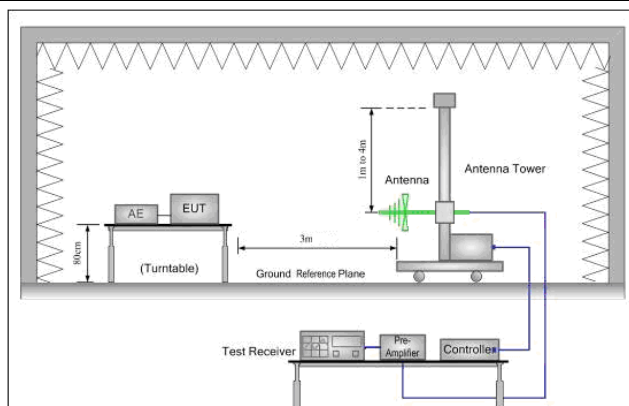 1m to 4m
Antenna
Antenna Tower
AE
EUT
80cm
(Turntable)
3m
Ground Reference Plane
Test Receiver
Pre-
Amplifier
Controller